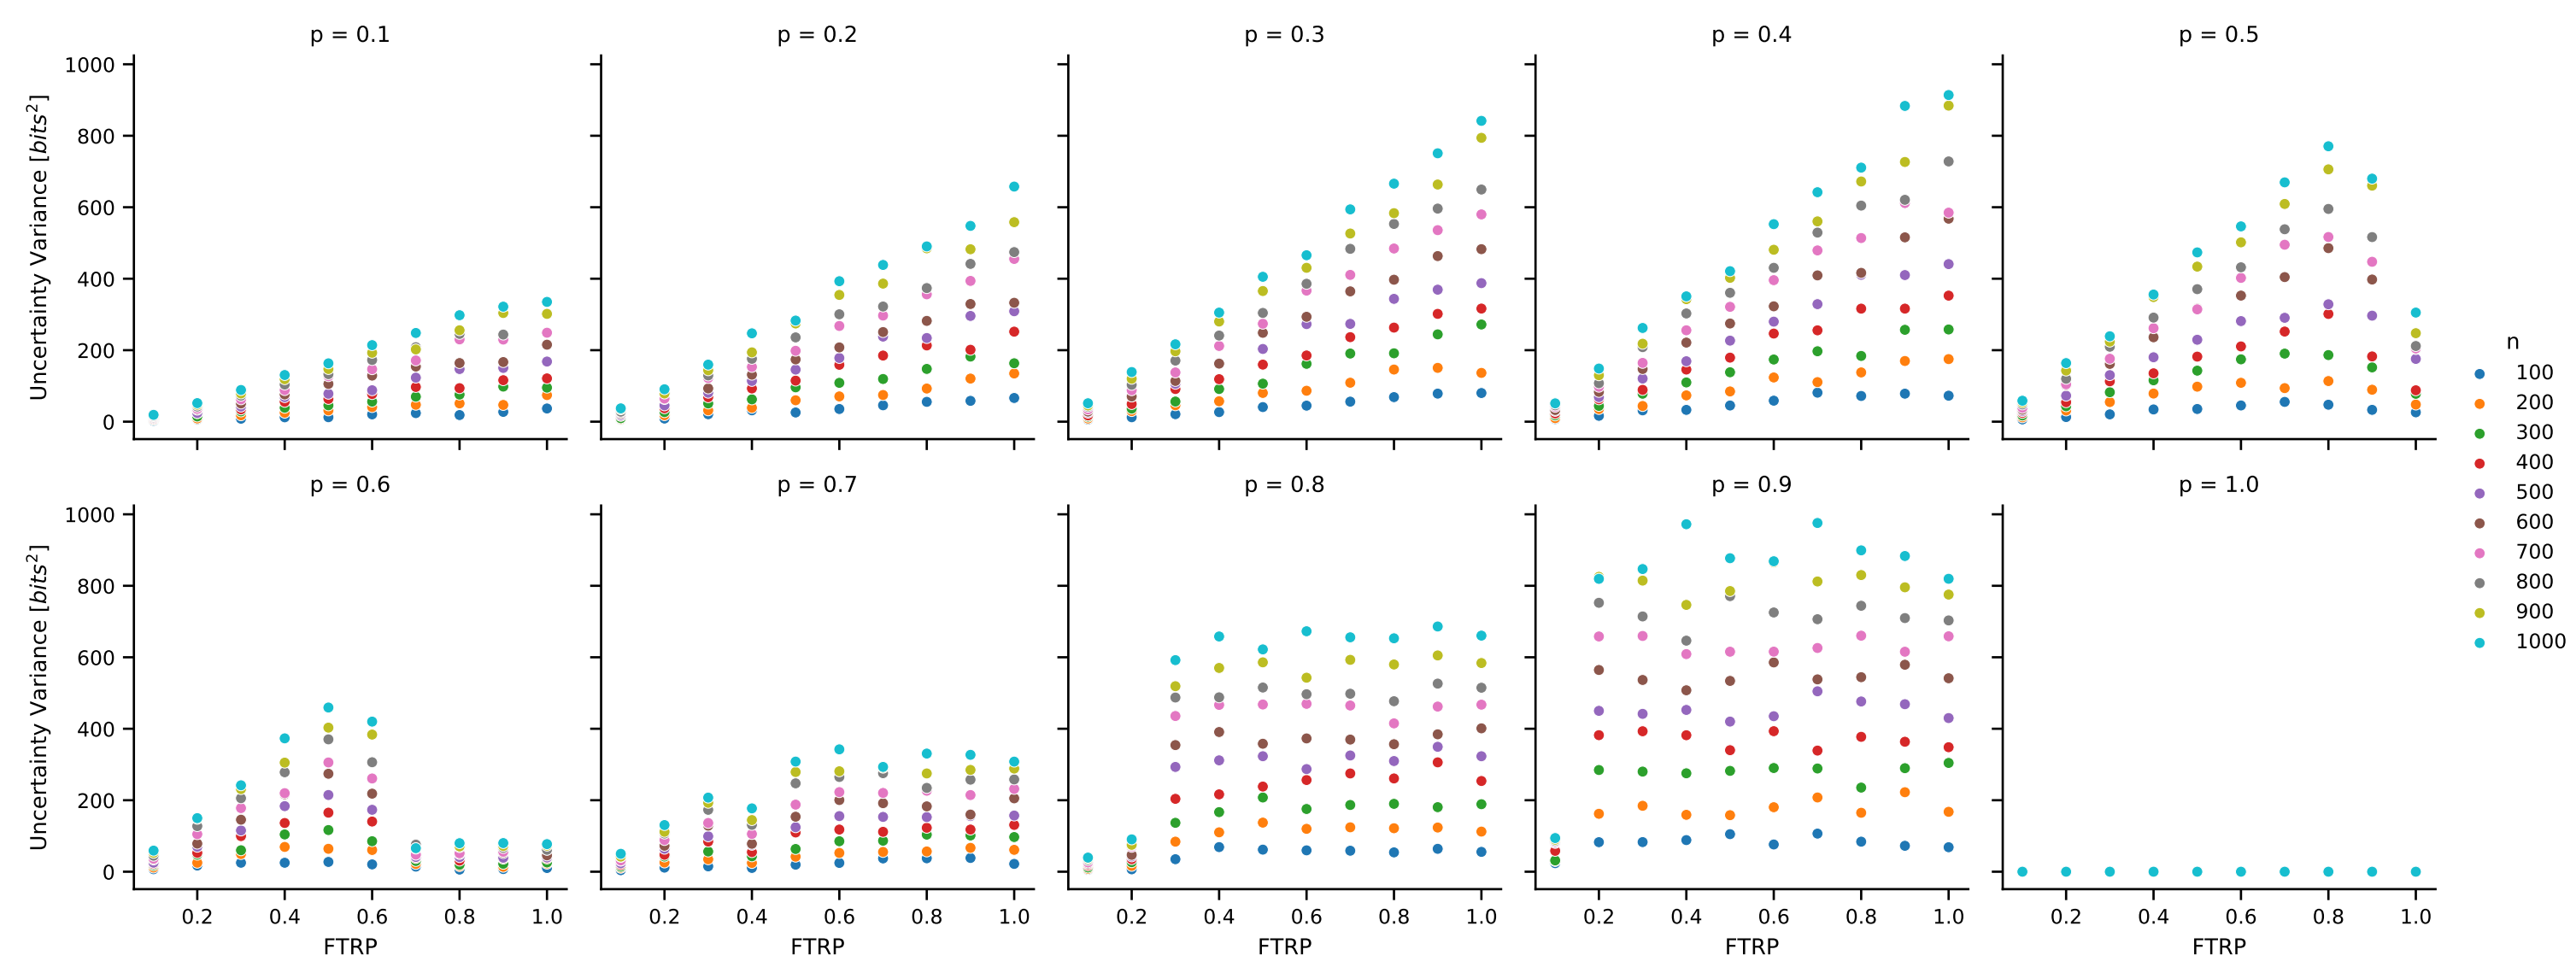 p = 0.1
p = 0.2
p = 0.3
p = 0.4
p = 0.5
1000
800
600
400
200
0
Uncertainty Variance [bits²]
p = 0.6
p = 0.7
p = 0.8
p = 0.9
p = 1.0
1000
800
600
400
200
0
Uncertainty Variance [bits²]
0.2 0.4 0.6 0.8 1.0
0.2 0.4 0.6 0.8 1.0
0.2 0.4 0.6 0.8 1.0
0.2 0.4 0.6 0.8 1.0
0.2 0.4 0.6 0.8 1.0
FTRP
FTRP
FTRP
FTRP
FTRP
n
100
200
300
400
500
600
700
800
900
1000